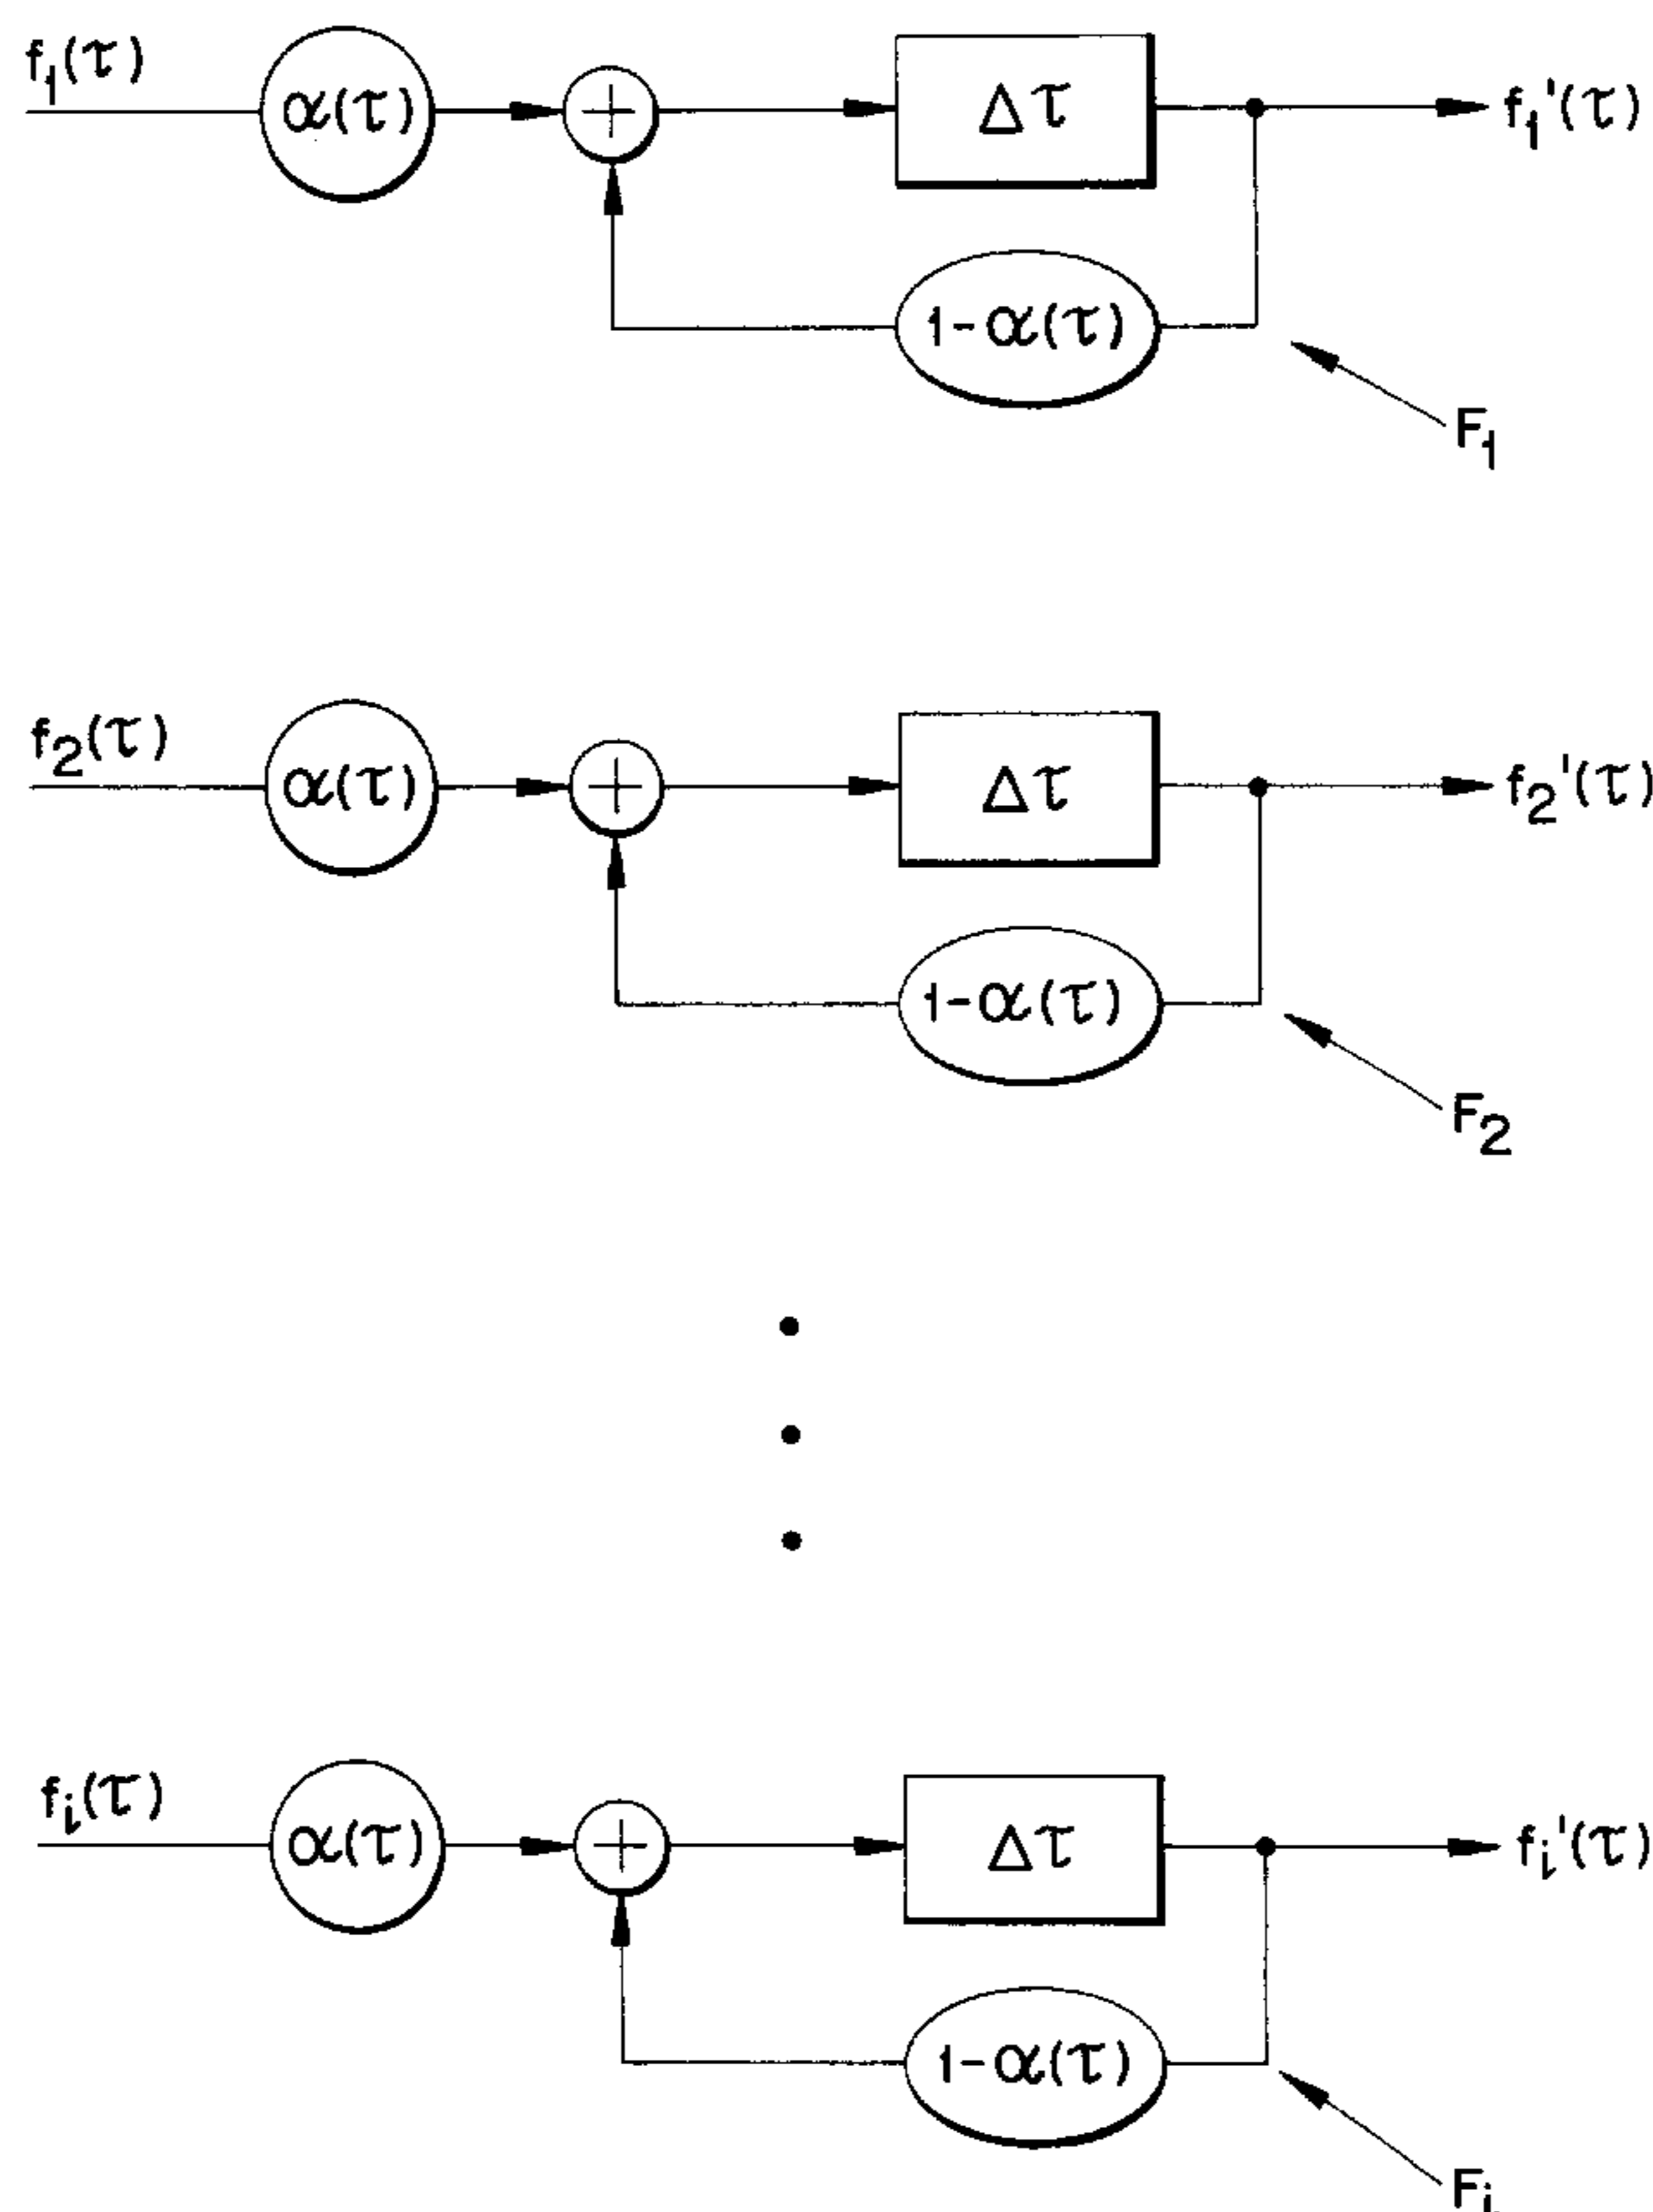 f₁(τ)
α(τ)
+
Δτ
f₁'(τ)
1-α(τ)
F₁
f₂(τ)
α(τ)
+
Δτ
f₂'(τ)
1-α(τ)
F₂
fᵢ(τ)
α(τ)
+
Δτ
fᵢ'(τ)
1-α(τ)
Fᵢ